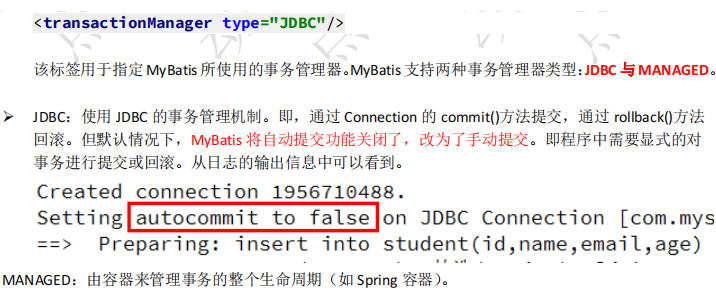 <transactionManager type="JDBC"/>
该标签用于指定 MyBatis 所使用的事务管理器。MyBatis 支持两种事务管理器类型：JDBC 与 MANAGED。
➢ JDBC：使用 JDBC 的事务管理机制。即，通过 Connection 的 commit()方法提交，通过 rollback()方法
回滚。但默认情况下，MyBatis 将自动提交功能关闭了，改为了手动提交。即程序中需要显式的对
事务进行提交或回滚。从日志的输出信息中可以看到。
Created connection 1956710488.
Setting autocommit to false on JDBC Connection [com.mys
==>  Preparing: insert into student(id,name,email,age)
MANAGED：由容器来管理事务的整个生命周期（如 Spring 容器）。